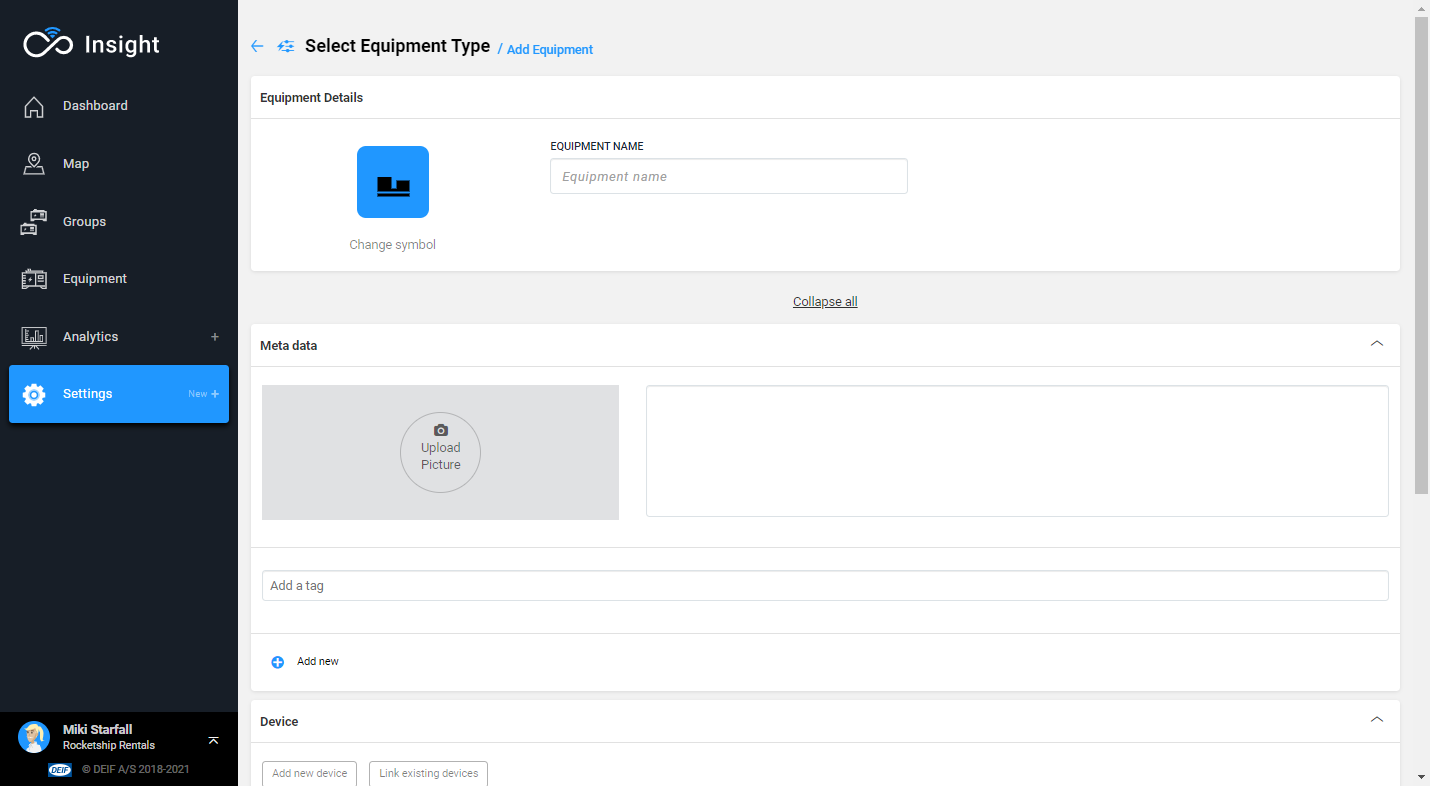 Insight
Dashboard
Map
Groups
Equipment
Analytics +
Settings New +
Miki Starfall
Rocketship Rentals
DEIF © DEIF A/S 2018-2021
Select Equipment Type / Add Equipment
Equipment Details
EQUIPMENT NAME
Equipment name
Change symbol
Collapse all
Meta data
Upload
Picture
Add a tag
Add new
Device
Add new device Link existing devices